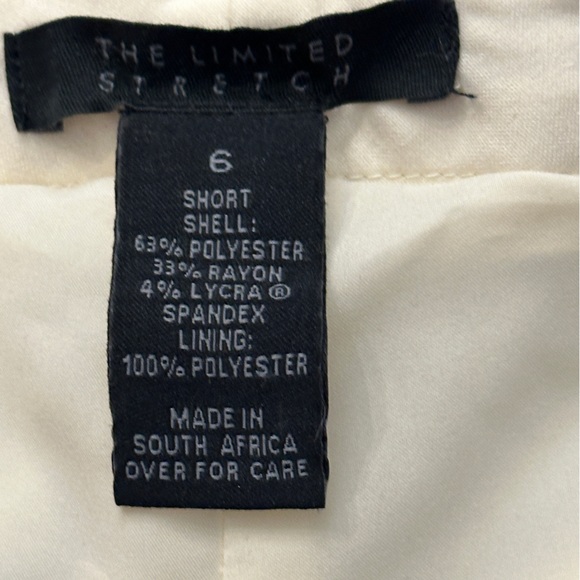 THE LIMITED
STRETCH
6
SHORT
SHELL:
63% POLYESTER
33% RAYON
4% LYCRA ®
SPANDEX
LINING:
100% POLYESTER
MADE IN
SOUTH AFRICA
OVER FOR CARE